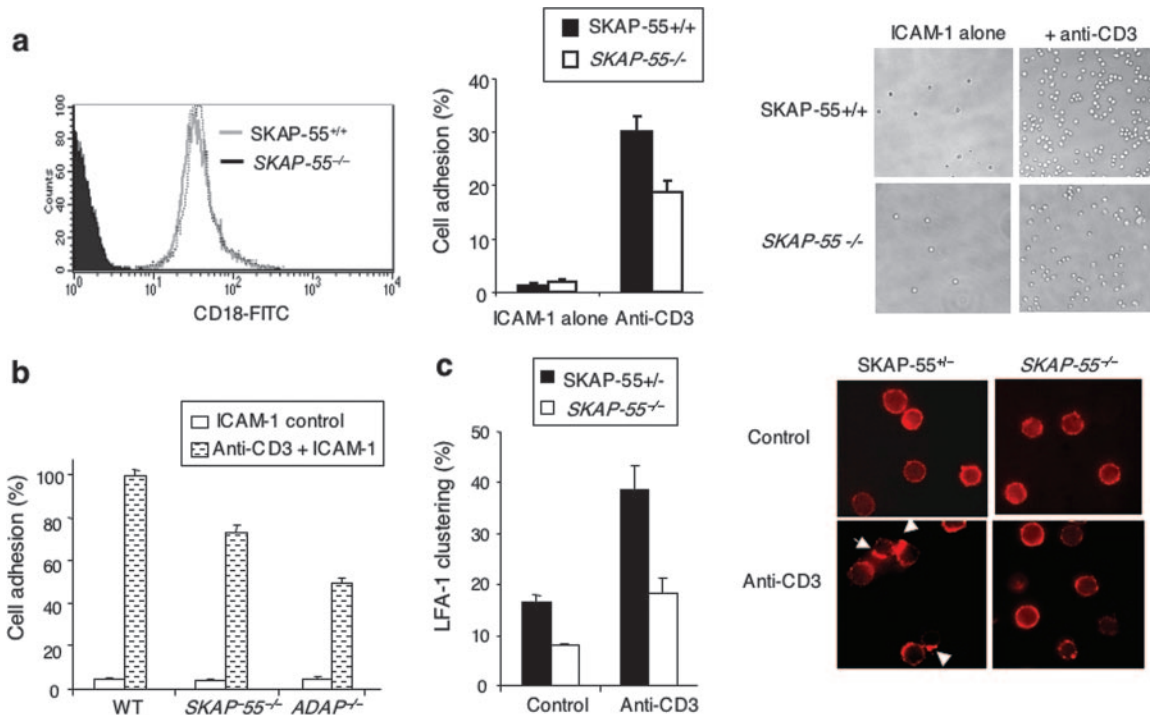 a
Counts
0 20 40 60 80 100
10⁰ 10¹ 10² 10³ 10⁴
CD18-FITC
SKAP-55+/+
SKAP-55–/–
SKAP-55+/+
SKAP-55-/-
Cell adhesion (%)
40
30
20
10
0
ICAM-1 alone Anti-CD3
ICAM-1 alone + anti-CD3
SKAP-55+/+
SKAP-55 -/-
b
ICAM-1 control
Anti-CD3 + ICAM-1
Cell adhesion (%)
100
80
60
40
20
0
WT SKAP-55-/- ADAP-/-
c
SKAP-55+/-
SKAP-55-/-
LFA-1 clustering (%)
50
40
30
20
10
0
Control Anti-CD3
SKAP-55+/– SKAP-55–/–
Control
Anti-CD3